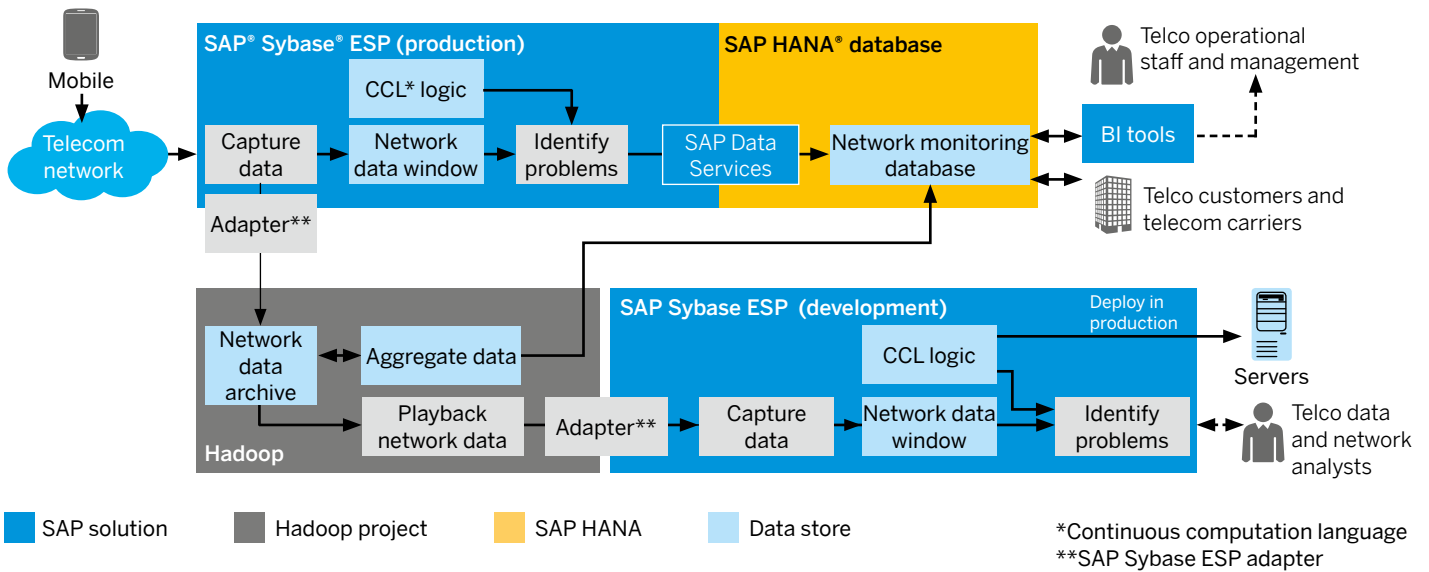 SAP® Sybase® ESP (production)
SAP HANA® database
Mobile
Telecom
network
CCL* logic
Capture
data
Network
data window
Identify
problems
SAP Data
Services
Network monitoring
database
BI tools
Telco operational
staff and management
Telco customers and
telecom carriers
Adapter**
SAP Sybase ESP (development)
Deploy in
production
Network
data
archive
Aggregate data
CCL logic
Servers
Playback
network data
Adapter**
Capture
data
Network data
window
Identify
problems
Telco data
and network
analysts
Hadoop
SAP solution
Hadoop project
SAP HANA
Data store
*Continuous computation language
**SAP Sybase ESP adapter